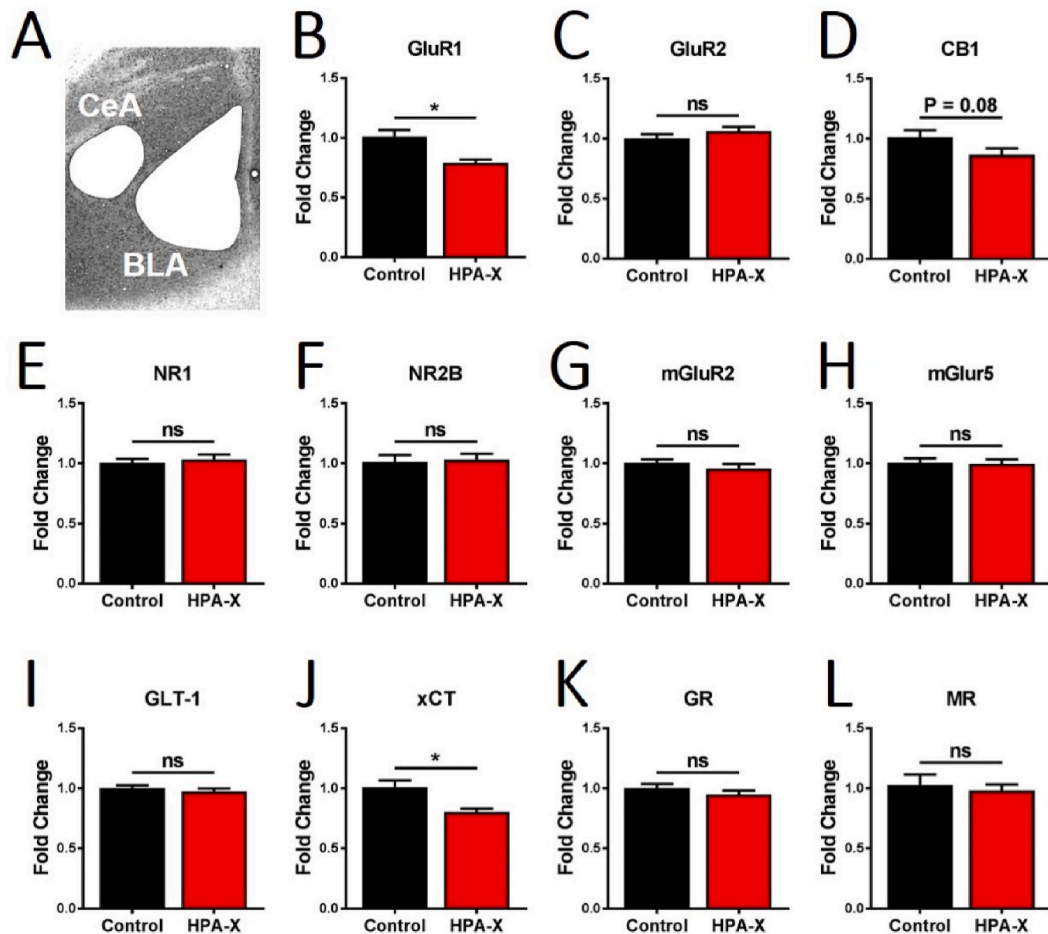 A
CeA
BLA
B
GluR1
Fold Change
1.5
1.0
0.5
0.0
*
Control HPA-X
C
GluR2
Fold Change
1.5
1.0
0.5
0.0
ns
Control HPA-X
D
CB1
Fold Change
1.5
1.0
0.5
0.0
P = 0.08
Control HPA-X
E
NR1
Fold Change
1.5
1.0
0.5
0.0
ns
Control HPA-X
F
NR2B
Fold Change
1.5
1.0
0.5
0.0
ns
Control HPA-X
G
mGluR2
Fold Change
1.5
1.0
0.5
0.0
ns
Control HPA-X
H
mGlur5
Fold Change
1.5
1.0
0.5
0.0
ns
Control HPA-X
I
GLT-1
Fold Change
1.5
1.0
0.5
0.0
ns
Control HPA-X
J
xCT
Fold Change
1.5
1.0
0.5
0.0
*
Control HPA-X
K
GR
Fold Change
1.5
1.0
0.5
0.0
ns
Control HPA-X
L
MR
Fold Change
1.5
1.0
0.5
0.0
ns
Control HPA-X